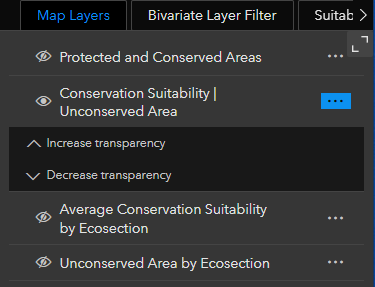 Map Layers
Bivariate Layer Filter
Suitab
Protected and Conserved Areas
Conservation Suitability |
Unconserved Area
Increase transparency
Decrease transparency
Average Conservation Suitability
by Ecosection
Unconserved Area by Ecosection